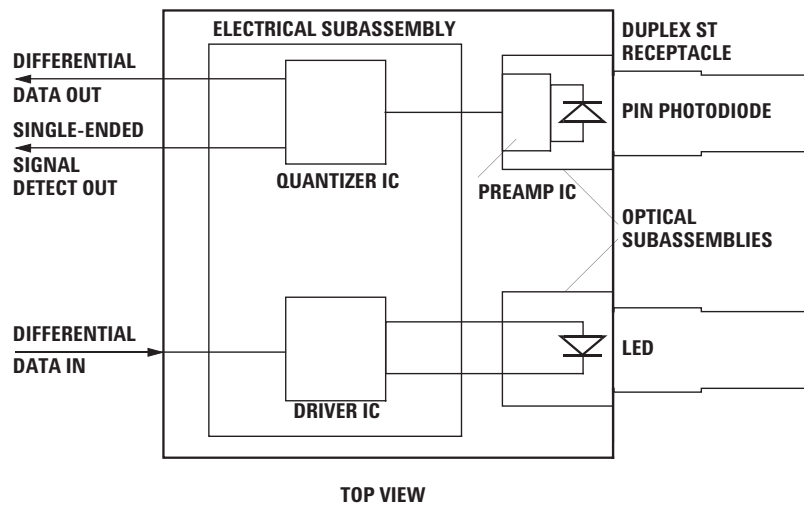 ELECTRICAL SUBASSEMBLY
DUPLEX ST
RECEPTACLE
DIFFERENTIAL
DATA OUT
SINGLE-ENDED
SIGNAL
DETECT OUT
QUANTIZER IC
PREAMP IC
PIN PHOTODIODE
OPTICAL
SUBASSEMBLIES
DIFFERENTIAL
DATA IN
DRIVER IC
LED
TOP VIEW